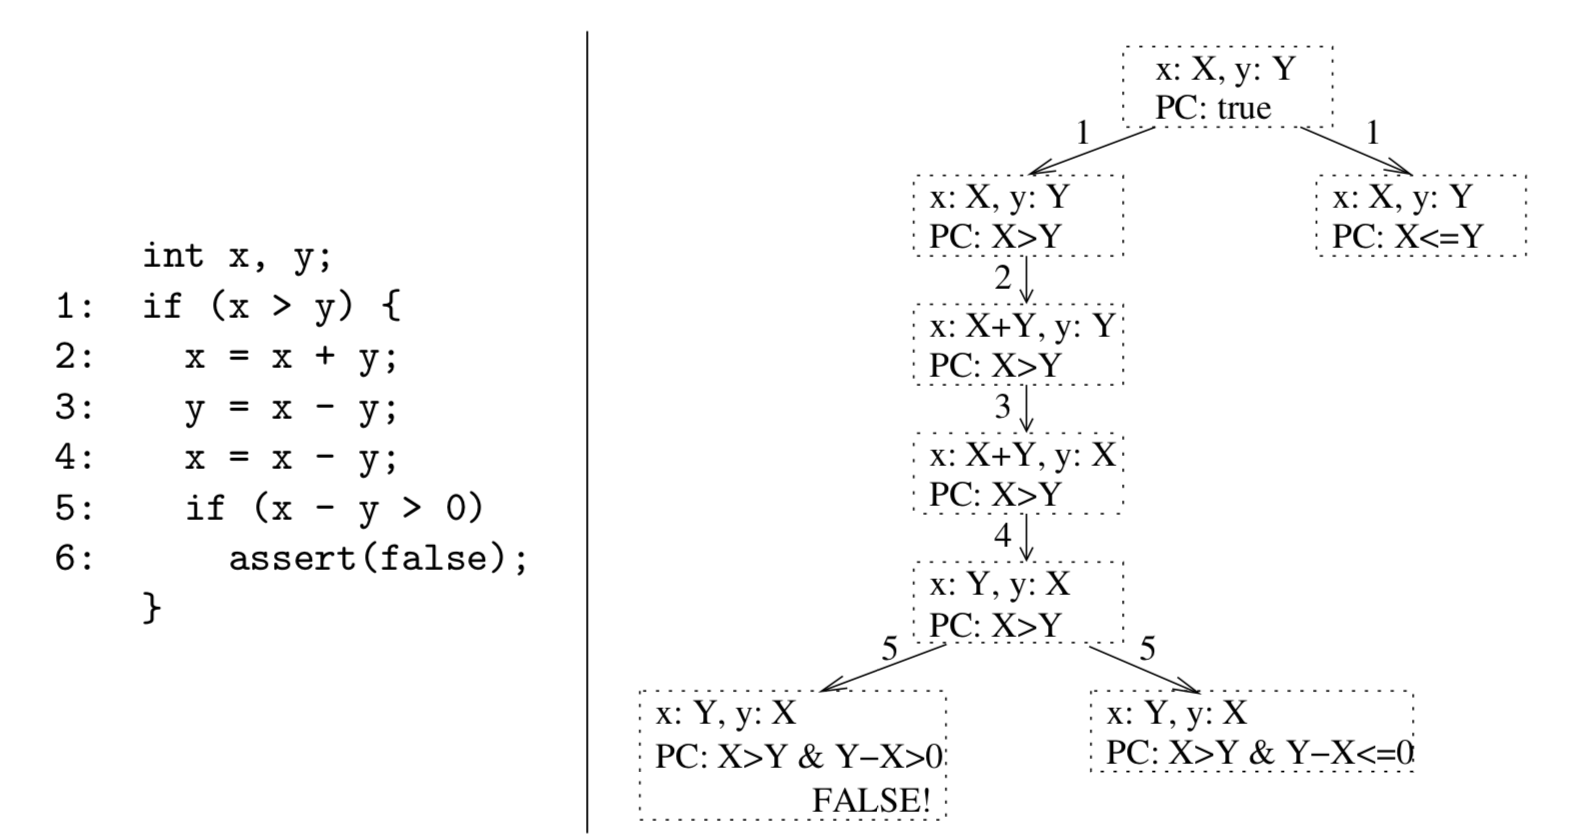 int x, y;
1: if (x > y) {
2: x = x + y;
3: y = x - y;
4: x = x - y;
5: if (x - y > 0)
6: assert(false);
}
x: X, y: Y
PC: true
1
1
x: X, y: Y
PC: X>Y
x: X, y: Y
PC: X<=Y
2
x: X+Y, y: Y
PC: X>Y
3
x: X+Y, y: X
PC: X>Y
4
x: Y, y: X
PC: X>Y
5
5
x: Y, y: X
PC: X>Y & Y−X>0
FALSE!
x: Y, y: X
PC: X>Y & Y−X<=0